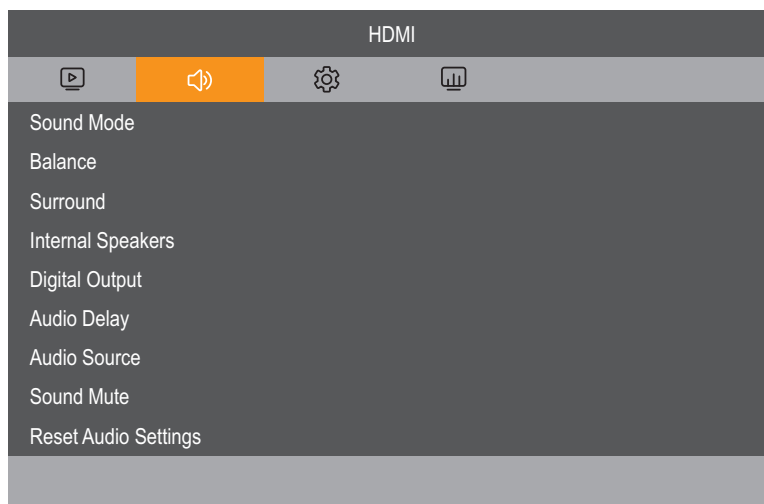 HDMI
Sound Mode
Balance
Surround
Internal Speakers
Digital Output
Audio Delay
Audio Source
Sound Mute
Reset Audio Settings